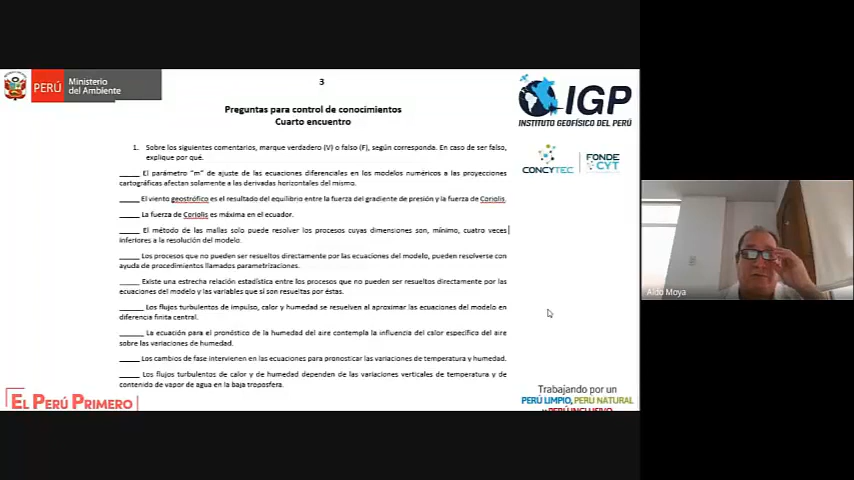 PERÚ
Ministerio
del Ambiente
3
IGP
INSTITUTO GEOFÍSICO DEL PERÚ
CONCYTEC
FONDE
CYT
Preguntas para control de conocimientos
Cuarto encuentro
1. Sobre los siguientes comentarios, marque verdadero (V) o falso (F), según corresponda. En caso de ser falso,
explique por qué.
_____ El parámetro "m" de ajuste de las ecuaciones diferenciales en los modelos numéricos a las proyecciones
cartográficas afectan solamente a las derivadas horizontales del mismo.
_____ El viento geostrófico es el resultado del equilibrio entre la fuerza del gradiente de presión y la fuerza de Coriolis.
_____ La fuerza de Coriolis es máxima en el ecuador.
_____ El método de las mallas solo puede resolver los procesos cuyas dimensiones son, mínimo, cuatro veces
inferiores a la resolución del modelo.
_____ Los procesos que no pueden ser resueltos directamente por las ecuaciones del modelo, pueden resolverse con
ayuda de procedimientos llamados parametrizaciones.
_____ Existe una estrecha relación estadística entre los procesos que no pueden ser resueltos directamente por las
ecuaciones del modelo y las variables que sí son resueltas por éstas.
______ Los flujos turbulentos de impulso, calor y humedad se resuelven al aproximar las ecuaciones del modelo en
diferencia finita central.
______ La ecuación para el pronóstico de la humedad del aire contempla la influencia del calor específico del aire
sobre las variaciones de humedad.
_____ Los cambios de fase intervienen en las ecuaciones para pronosticar las variaciones de temperatura y humedad.
_____ Los flujos turbulentos de calor y de humedad dependen de las variaciones verticales de temperatura y de
contenido de vapor de agua en la baja troposfera.
EL PERÚ PRIMERO
Trabajando por un
PERÚ LIMPIO, PERÚ NATURAL
y PERÚ INCLUSIVO
Aldo Moya